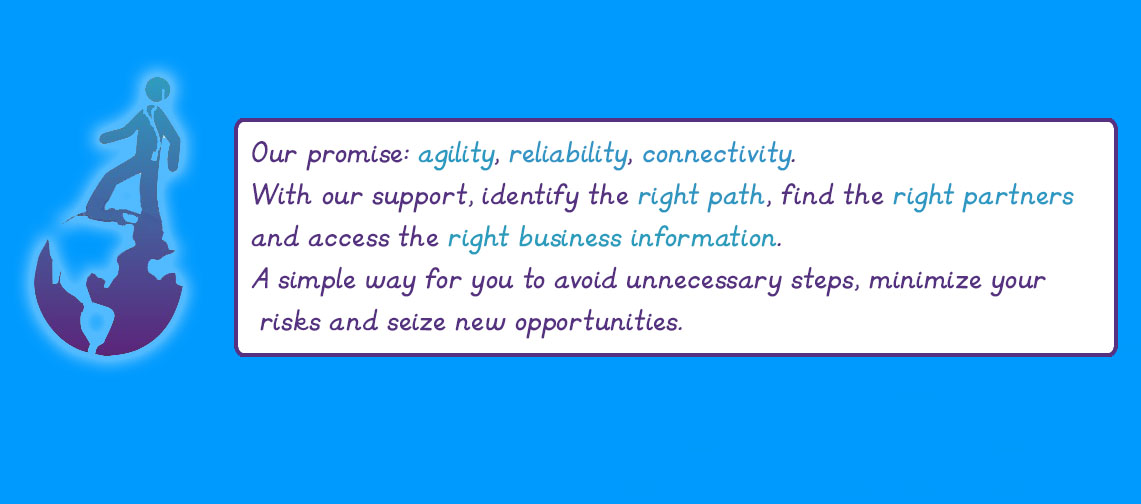 Our promise: agility, reliability, connectivity.
With our support, identify the right path, find the right partners
and access the right business information.
A simple way for you to avoid unnecessary steps, minimize your
risks and seize new opportunities.